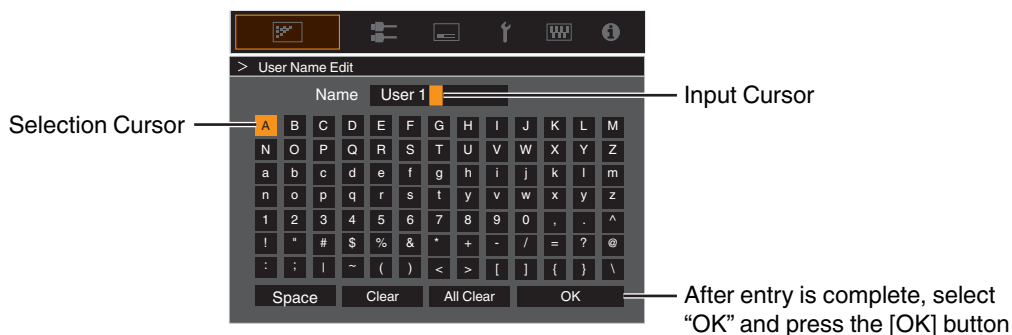 > User Name Edit
Name User 1
Input Cursor
Selection Cursor
A B C D E F G H I J K L M
N O P Q R S T U V W X Y Z
a b c d e f g h i j k l m
n o p q r s t y v w x y z
1 2 3 4 5 6 7 8 9 0 , . ^
! " # $ % & * + - / = ? @
: ; | ~ ( ) < > [ ] { } \
Space Clear All Clear OK
After entry is complete, select
“OK” and press the [OK] button